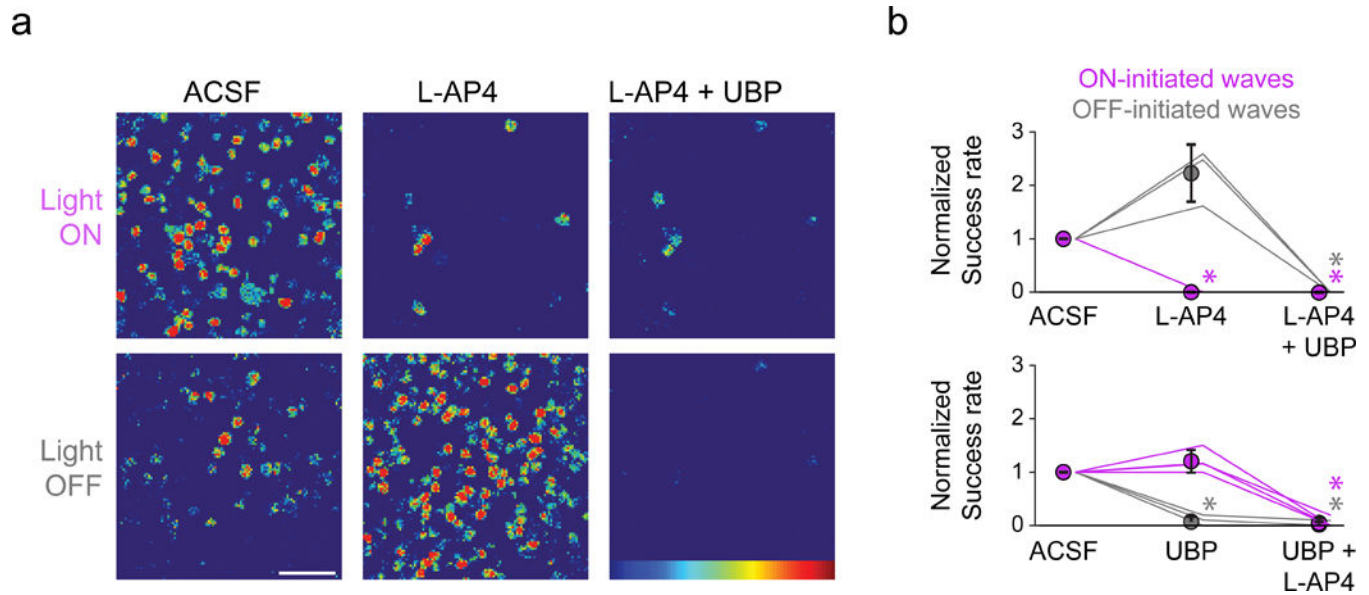 a
ACSF
L-AP4
L-AP4 + UBP
Light
ON
Light
OFF
b
ON-initiated waves
OFF-initiated waves
Normalized
Success rate
3
2
1
0
*
*
*
ACSF
L-AP4
L-AP4
+ UBP
Normalized
Success rate
3
2
1
0
*
*
*
ACSF
UBP
UBP +
L-AP4